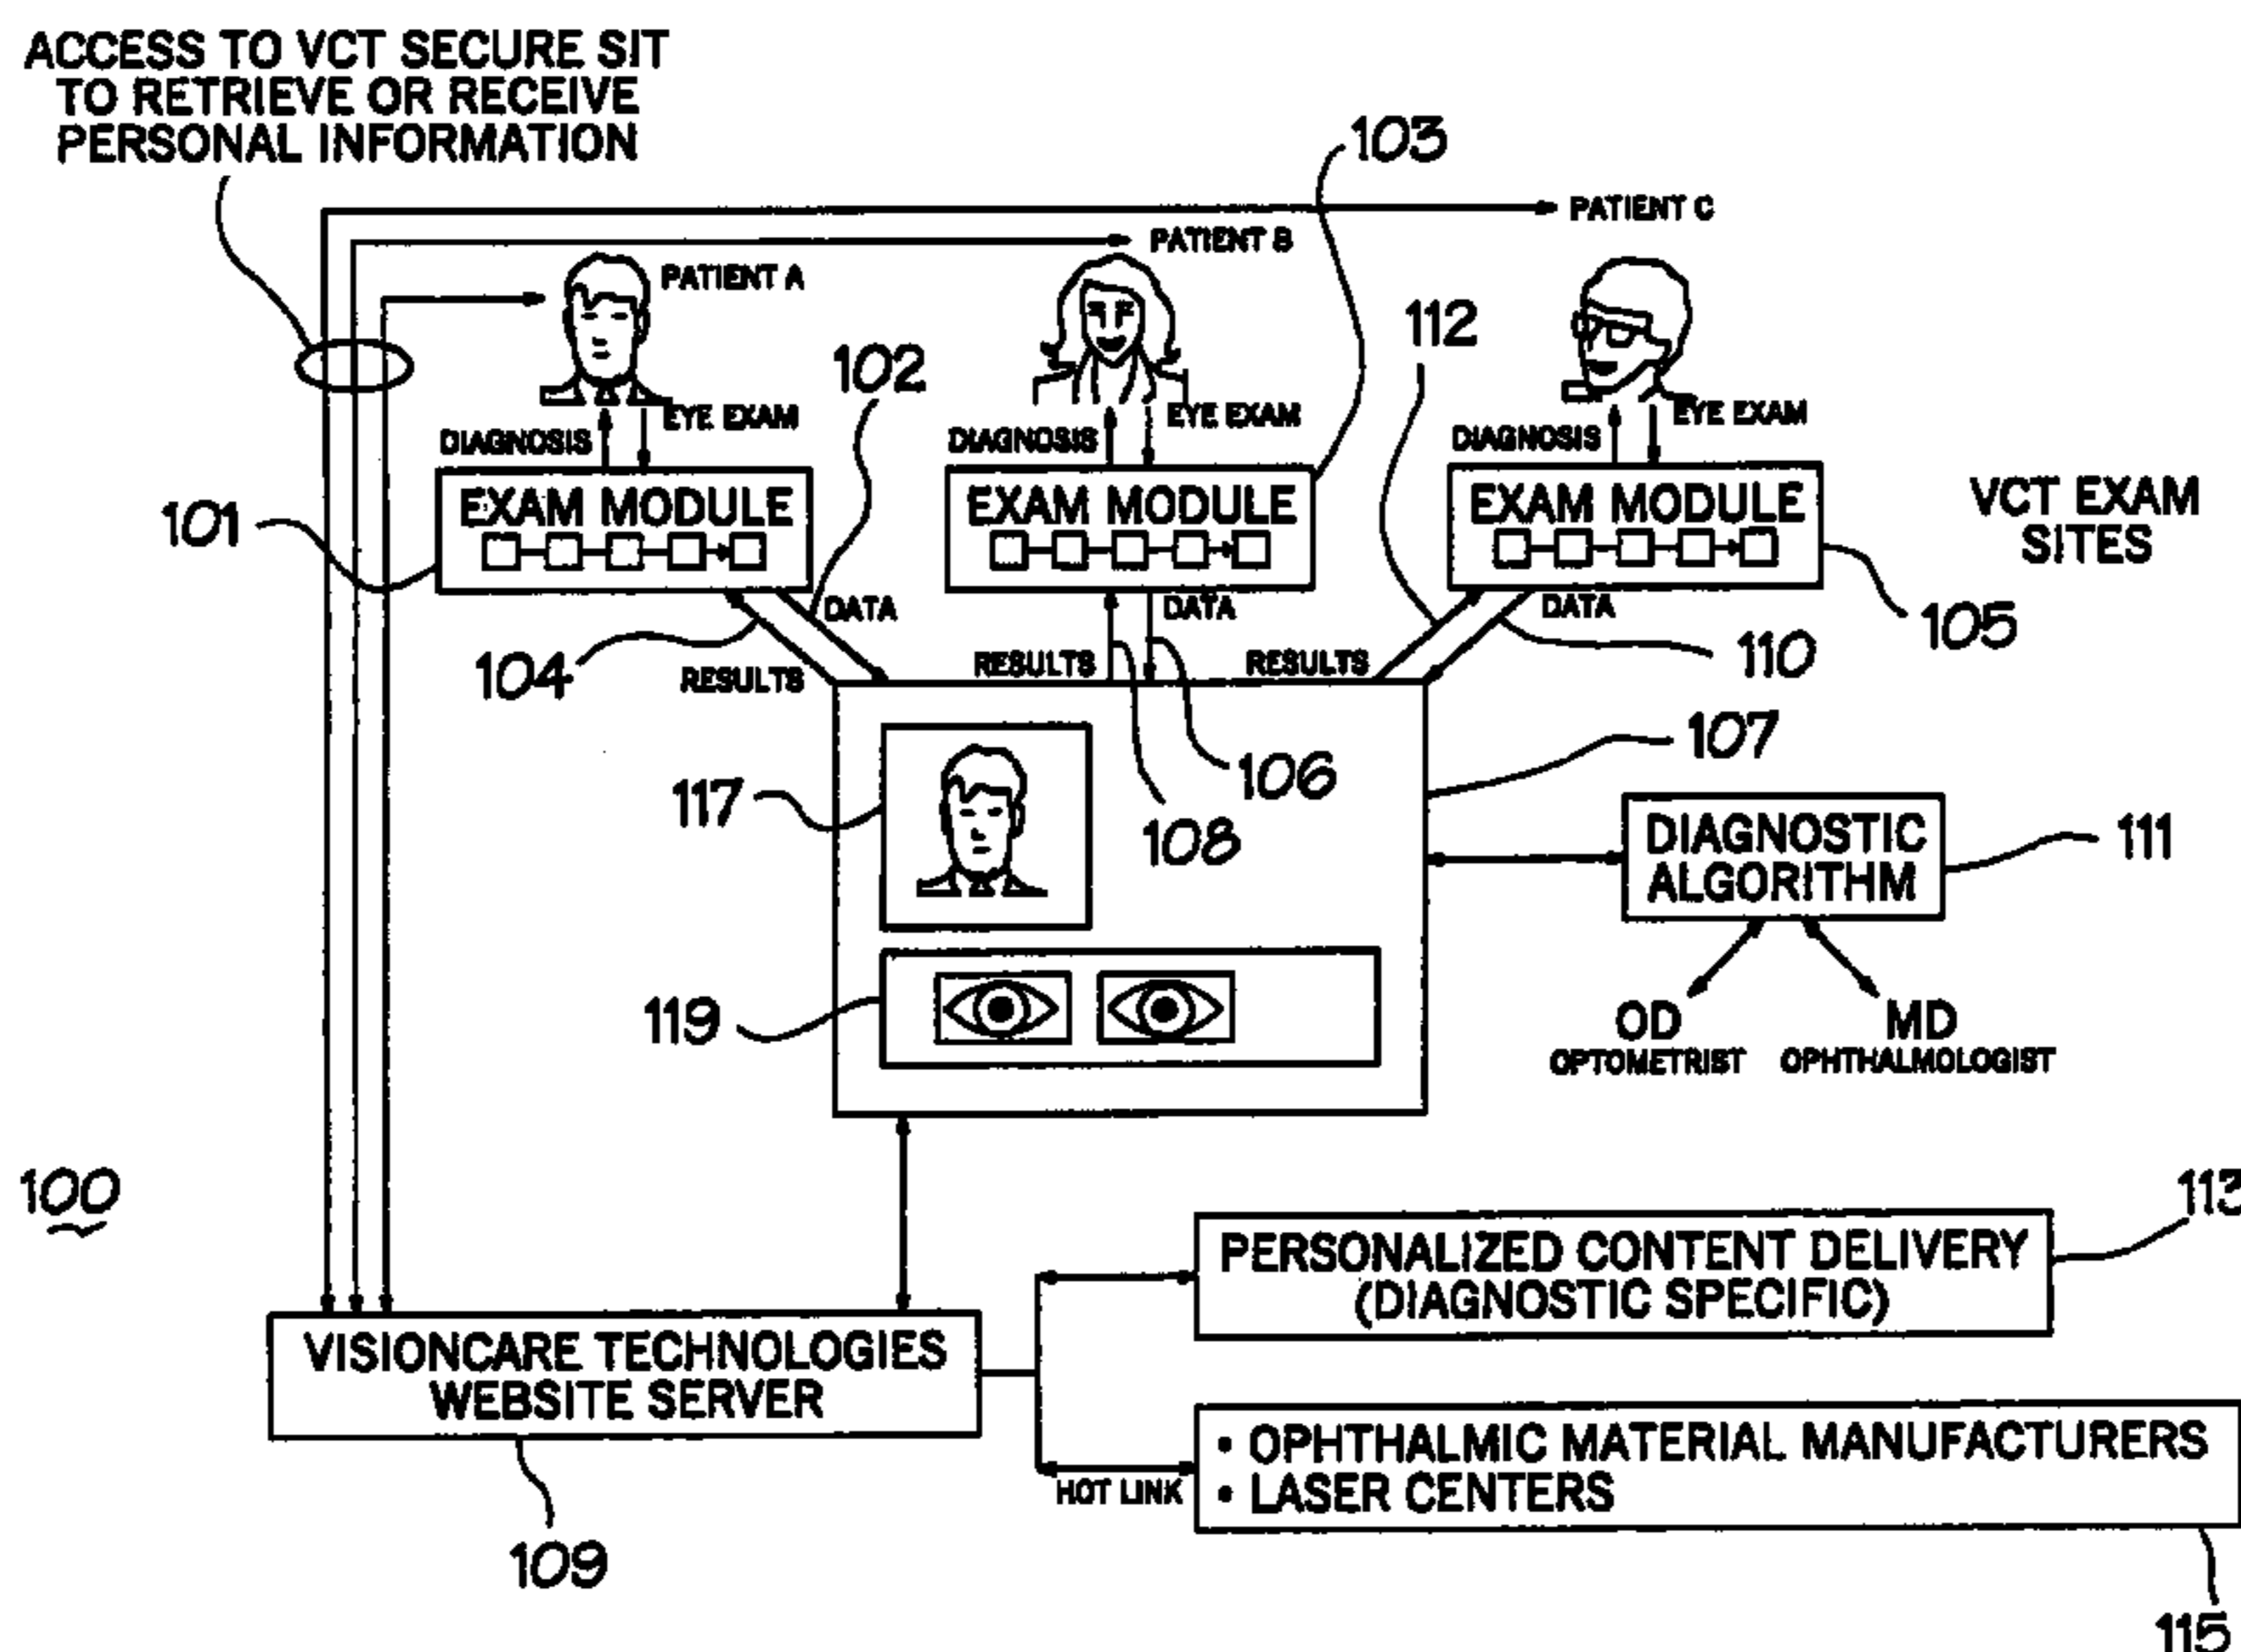 ACCESS TO VCT SECURE SIT
TO RETRIEVE OR RECEIVE
PERSONAL INFORMATION
103
PATIENT C
PATIENT B
PATIENT A
112
102
EYE EXAM
DIAGNOSIS
EYE EXAM
DIAGNOSIS
EYE EXAM
DIAGNOSIS
101
EXAM MODULE
EXAM MODULE
EXAM MODULE
VCT EXAM
SITES
DATA
DATA
DATA
105
104
RESULTS
RESULTS
RESULTS
110
107
117
106
108
DIAGNOSTIC
ALGORITHM
111
119
OD
OPTOMETRIST
MD
OPHTHALMOLOGIST
100
113
PERSONALIZED CONTENT DELIVERY
(DIAGNOSTIC SPECIFIC)
VISIONCARE TECHNOLOGIES
WEBSITE SERVER
HOT LINK
• OPHTHALMIC MATERIAL MANUFACTURERS
• LASER CENTERS
109
115